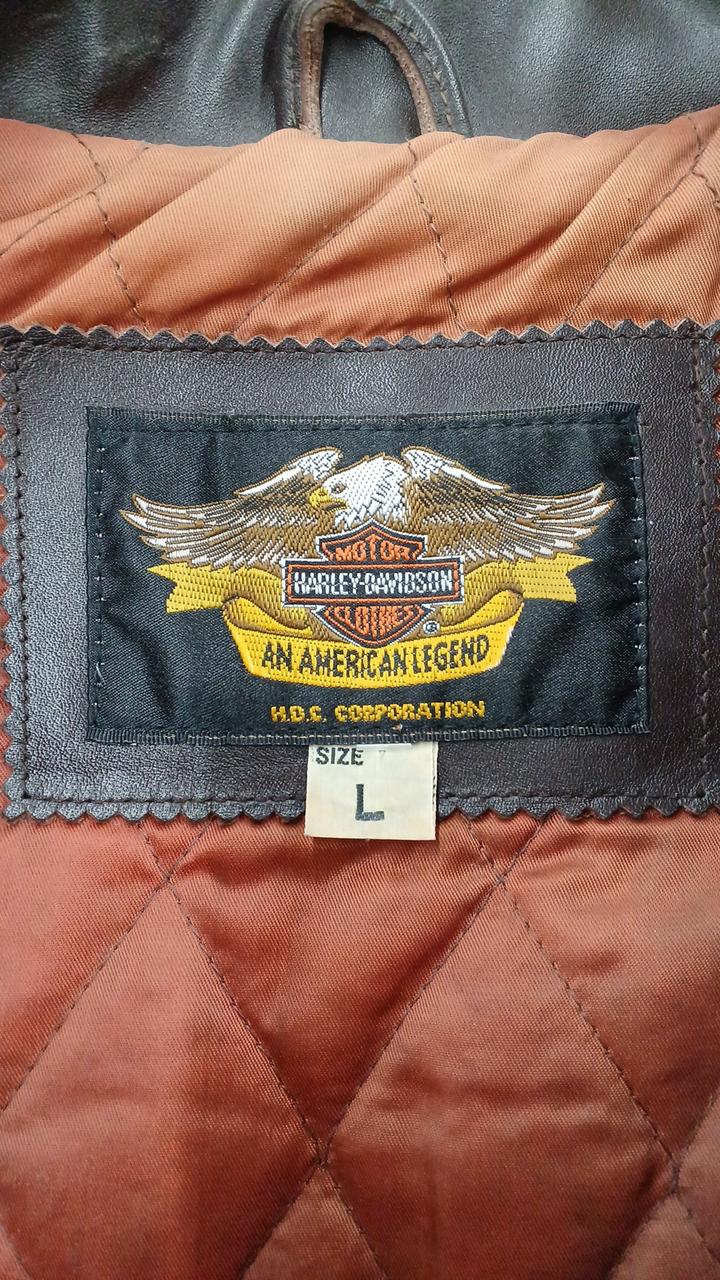 MOTOR
HARLEY-DAVIDSON
CLOTHES
®
AN AMERICAN LEGEND
H.D.C. CORPORATION
SIZE
L